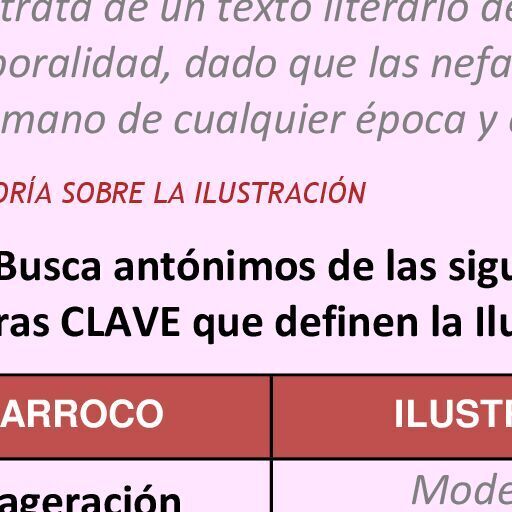 trata de un texto literario de
poralidad, dado que las nefa
mano de cualquier época y
ORÍA SOBRE LA ILUSTRACIÓN
Busca antónimos de las sigu
ras CLAVE que definen la Ilu
ARROCO ILUSTR
ageración Mode